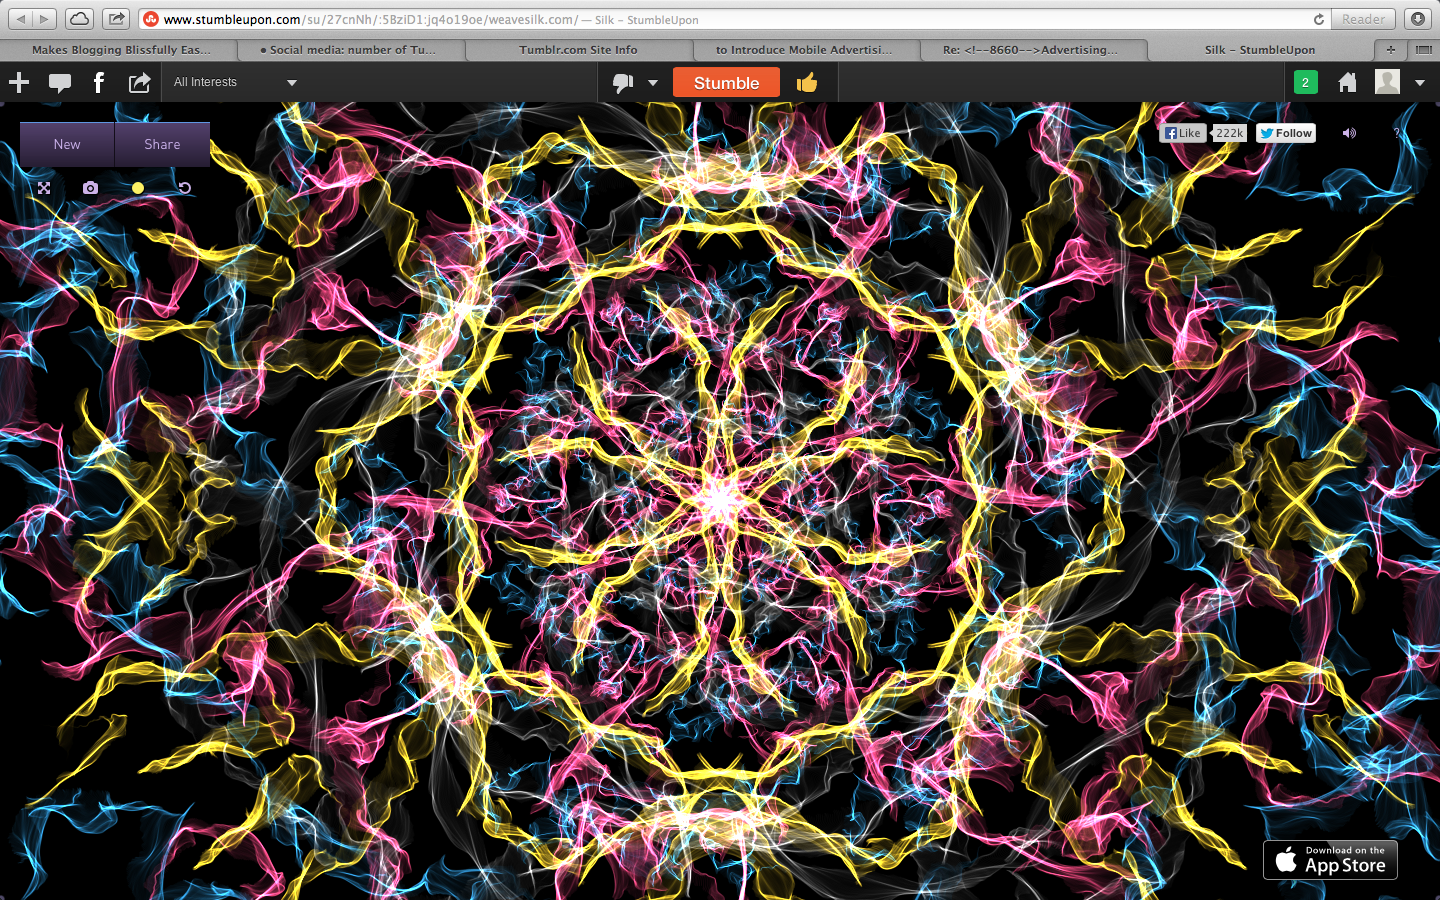 www.stumbleupon.com/su/27cnNh/:5BziD1:jq4o19oe/weavesilk.com/ — Silk – StumbleUpon
Reader
Makes Blogging Blissfully Eas...
● Social media: number of Tu...
Tumblr.com Site Info
to Introduce Mobile Advertisi...
Re: <!--8660-->Advertising...
Silk – StumbleUpon
All Interests
Stumble
2
New
Share
Like
222k
Follow
?
Download on the
App Store